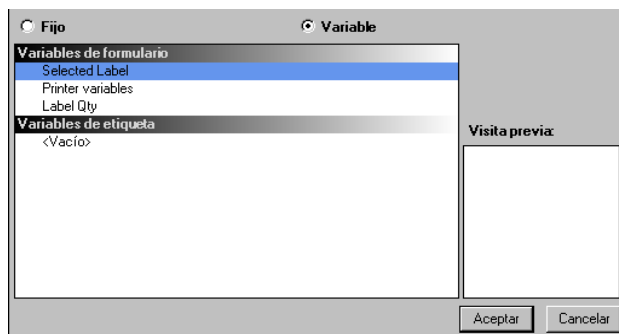 Fijo
Variable
Variables de formulario
Selected Label
Printer variables
Label Qty
Variables de etiqueta
<Vacío>
Visita previa:
Aceptar
Cancelar